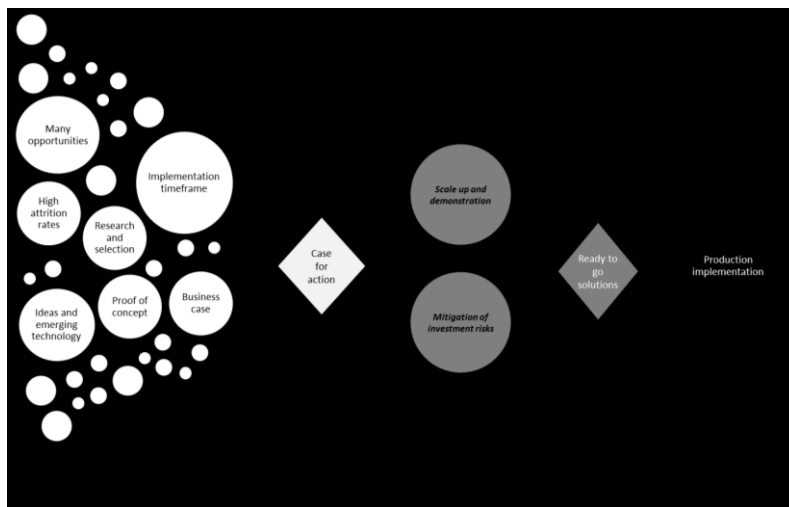 Many
opportunities
Implementation
timeframe
High
attrition
rates
Research
and
selection
Ideas and
emerging
technology
Proof of
concept
Business
case
Case
for
action
Scale up and
demonstration
Mitigation of
investment risks
Ready to
go
solutions
Production
implementation